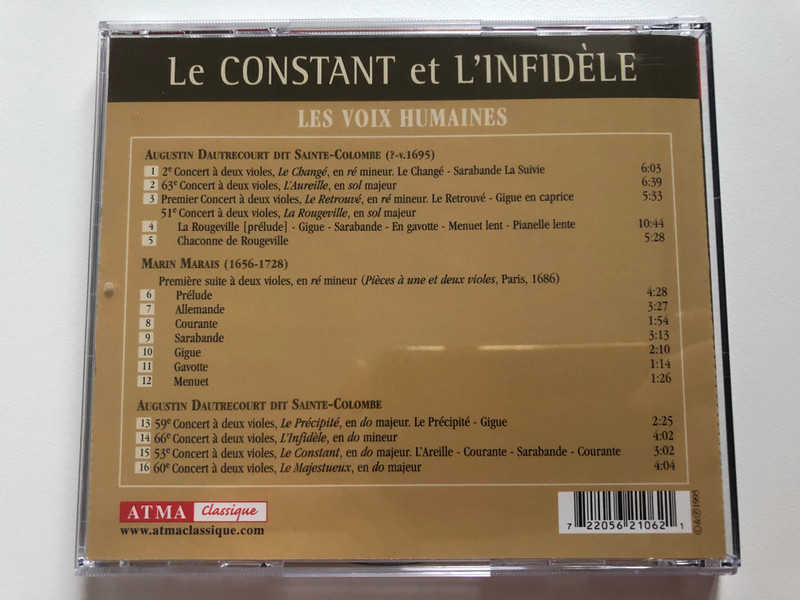 Le CONSTANT et L'INFIDÈLE
LES VOIX HUMAINES
AUGUSTIN DAUTRECOURT DIT SAINTE-COLOMBE (?-v.1695)
1 2e Concert à deux violes, Le Changé, en ré mineur. Le Changé - Sarabande La Suivie 6:03
2 63e Concert à deux violes, L'Aureille, en sol majeur 6:39
3 Premier Concert à deux violes, Le Retrouvé, en ré mineur. Le Retrouvé - Gigue en caprice 5:33
51e Concert à deux violes, La Rougeville, en sol majeur
4 La Rougeville [prélude] - Gigue - Sarabande - En gavotte - Menuet lent - Pianelle lente 10:44
5 Chaconne de Rougeville 5:28
MARIN MARAIS (1656-1728)
Première suite à deux violes, en ré mineur (Pièces à une et deux violes, Paris, 1686)
6 Prélude 4:28
7 Allemande 3:27
8 Courante 1:54
9 Sarabande 3:13
10 Gigue 2:10
11 Gavotte 1:14
12 Menuet 1:26
AUGUSTIN DAUTRECOURT DIT SAINTE-COLOMBE
13 59e Concert à deux violes, Le Précipité, en do majeur. Le Précipité - Gigue 2:25
14 66e Concert à deux violes, L'Infidèle, en do mineur 4:02
15 53e Concert à deux violes, Le Constant, en do majeur. L'Areille - Courante - Sarabande - Courante 3:02
16 60e Concert à deux violes, Le Majestueux, en do majeur 4:04
ATMA Classique
www.atmaclassique.com
7 22056 21062 1
©&℗1995